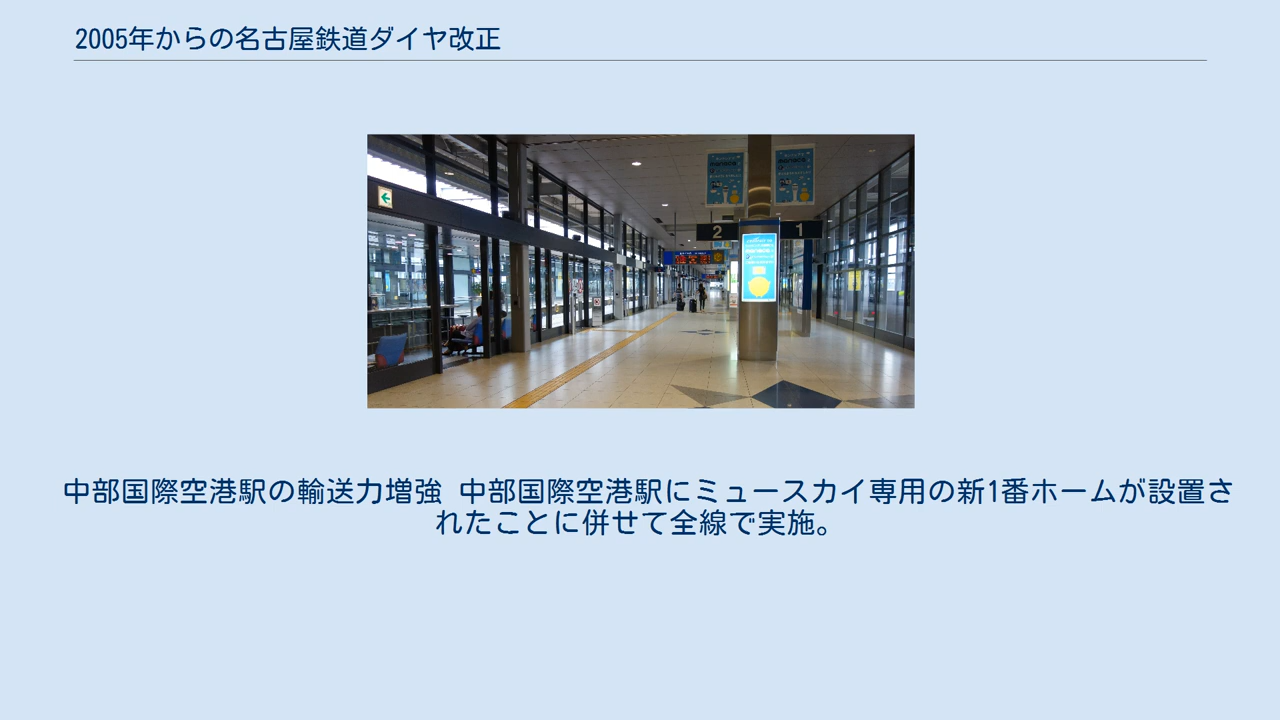 2005年からの名古屋鉄道ダイヤ改正
manaca
manaca
2
1
中部国際空港駅の輸送力増強 中部国際空港駅にミュースカイ専用の新1番ホームが設置さ
れたことに併せて全線で実施。